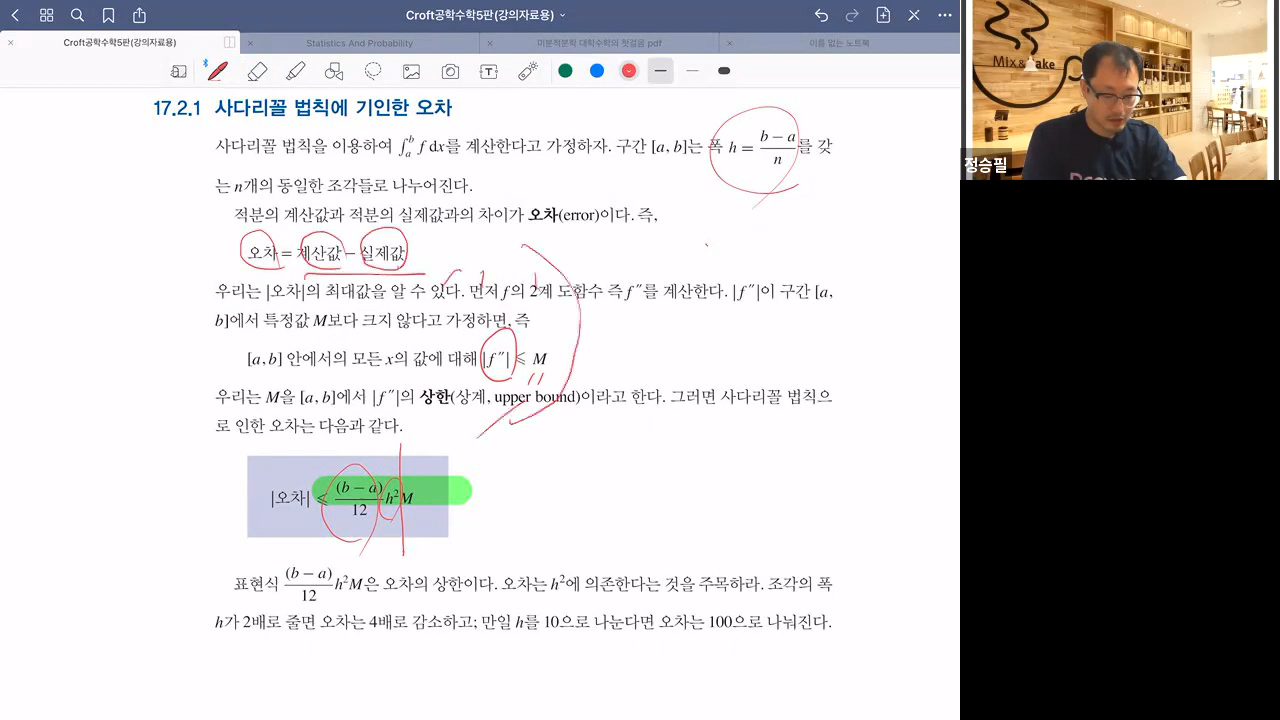 Croft공학수학5판(강의자료용)
Croft공학수학5판(강의자료용)
Statistics And Probability
미분적분학 대학수학의 첫걸음.pdf
이름 없는 노트북
17.2.1 사다리꼴 법칙에 기인한 오차
사다리꼴 법칙을 이용하여 ∫ₐᵇ f dx를 계산한다고 가정하자. 구간 [a, b]는 폭 h = (b − a)/n 를 갖
는 n개의 동일한 조각들로 나누어진다.
적분의 계산값과 적분의 실제값과의 차이가 오차(error)이다. 즉,
오차 = 계산값 − 실제값
우리는 |오차|의 최대값을 알 수 있다. 먼저 f의 2계 도함수 즉 f″를 계산한다. |f″|이 구간 [a,
b]에서 특정값 M보다 크지 않다고 가정하면, 즉
[a, b] 안에서의 모든 x의 값에 대해 |f″| ⩽ M
우리는 M을 [a, b]에서 |f″|의 상한(상계, upper bound)이라고 한다. 그러면 사다리꼴 법칙으
로 인한 오차는 다음과 같다.
|오차| ⩽ (b − a)/12 h²M
표현식 (b − a)/12 h²M은 오차의 상한이다. 오차는 h²에 의존한다는 것을 주목하라. 조각의 폭
h가 2배로 줄면 오차는 4배로 감소하고; 만일 h를 10으로 나눈다면 오차는 100으로 나눠진다.
정승필